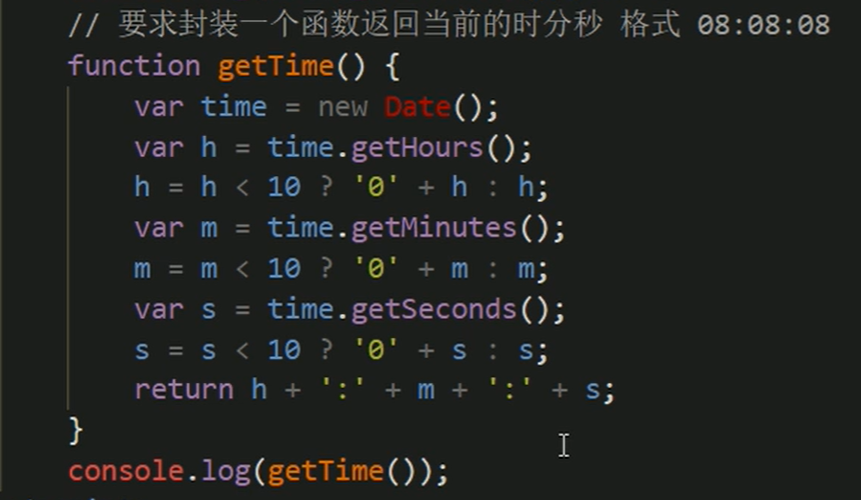 // 要求封装一个函数返回当前的时分秒 格式 08:08:08
function getTime() {
var time = new Date();
var h = time.getHours();
h = h < 10 ? '0' + h : h;
var m = time.getMinutes();
m = m < 10 ? '0' + m : m;
var s = time.getSeconds();
s = s < 10 ? '0' + s : s;
return h + ':' + m + ':' + s;
}
console.log(getTime());